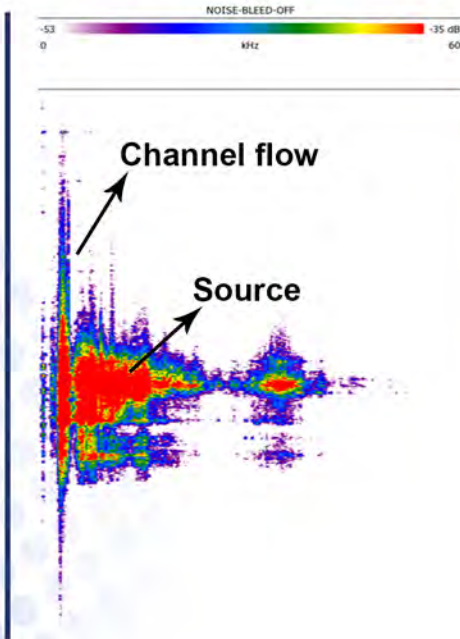 NOISE-BLEED-OFF
-53 -35 dB
0 kHz 60
Channel flow
Source